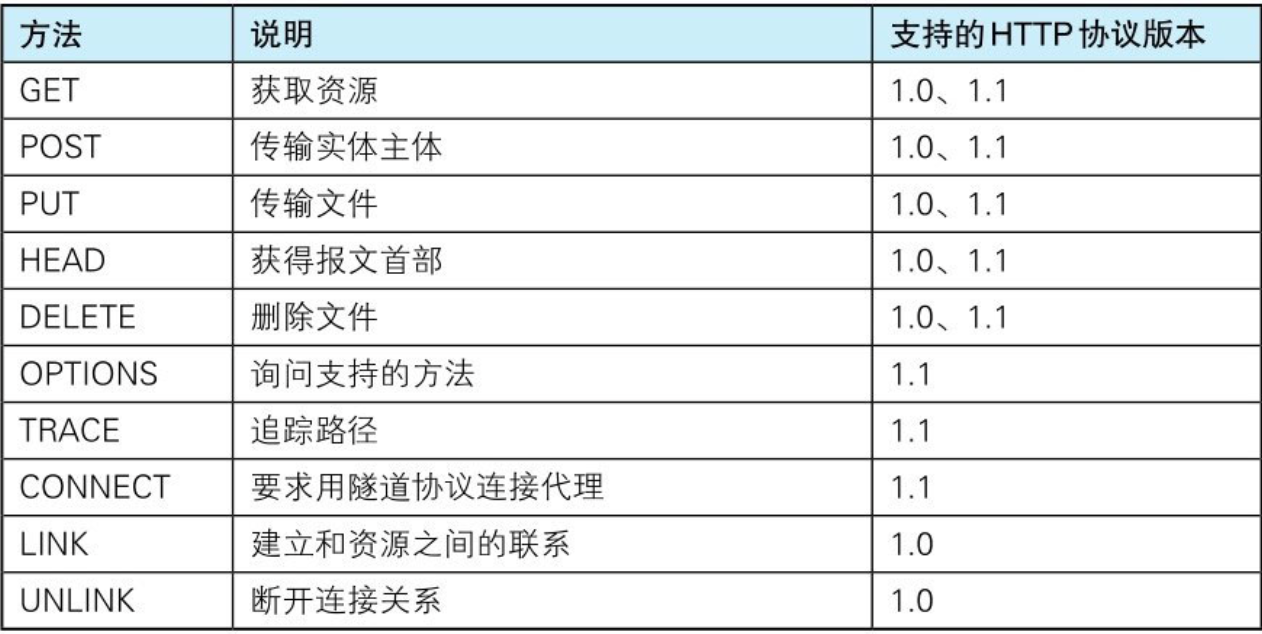 方法 说明 支持的HTTP协议版本
GET 获取资源 1.0、1.1
POST 传输实体主体 1.0、1.1
PUT 传输文件 1.0、1.1
HEAD 获得报文首部 1.0、1.1
DELETE 删除文件 1.0、1.1
OPTIONS 询问支持的方法 1.1
TRACE 追踪路径 1.1
CONNECT 要求用隧道协议连接代理 1.1
LINK 建立和资源之间的联系 1.0
UNLINK 断开连接关系 1.0